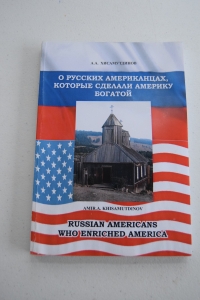 А.А. ХИСАМУТДИНОВ
О РУССКИХ АМЕРИКАНЦАХ,
КОТОРЫЕ СДЕЛАЛИ АМЕРИКУ
БОГАТОЙ
AMIR A. KHISAMUTDINOV
RUSSIAN AMERICANS
WHO ENRICHED AMERICA